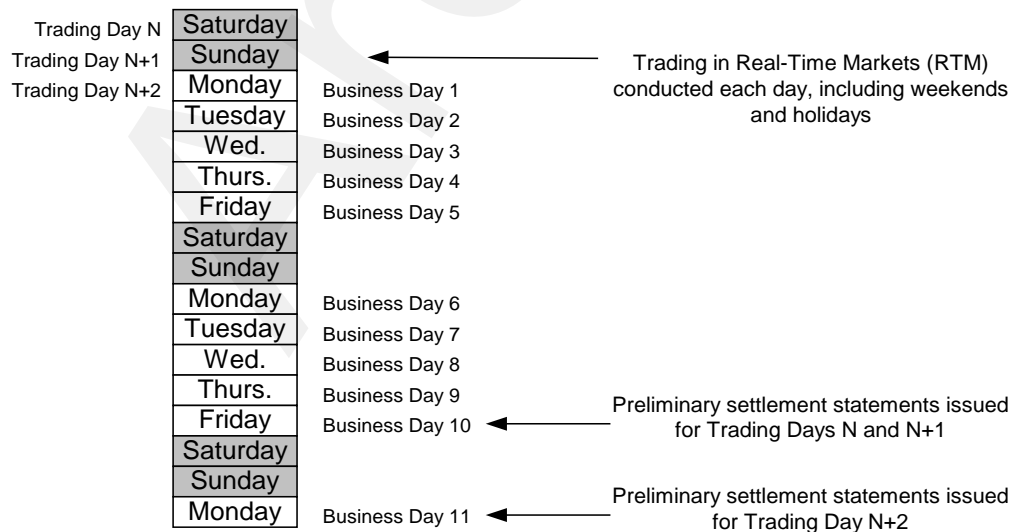 Trading Day N Saturday
Trading Day N+1 Sunday
Trading Day N+2 Monday Business Day 1
Trading in Real-Time Markets (RTM)
conducted each day, including weekends
and holidays
Tuesday Business Day 2
Wed. Business Day 3
Thurs. Business Day 4
Friday Business Day 5
Saturday
Sunday
Monday Business Day 6
Tuesday Business Day 7
Wed. Business Day 8
Thurs. Business Day 9
Friday Business Day 10
Preliminary settlement statements issued
for Trading Days N and N+1
Saturday
Sunday
Monday Business Day 11
Preliminary settlement statements issued
for Trading Day N+2